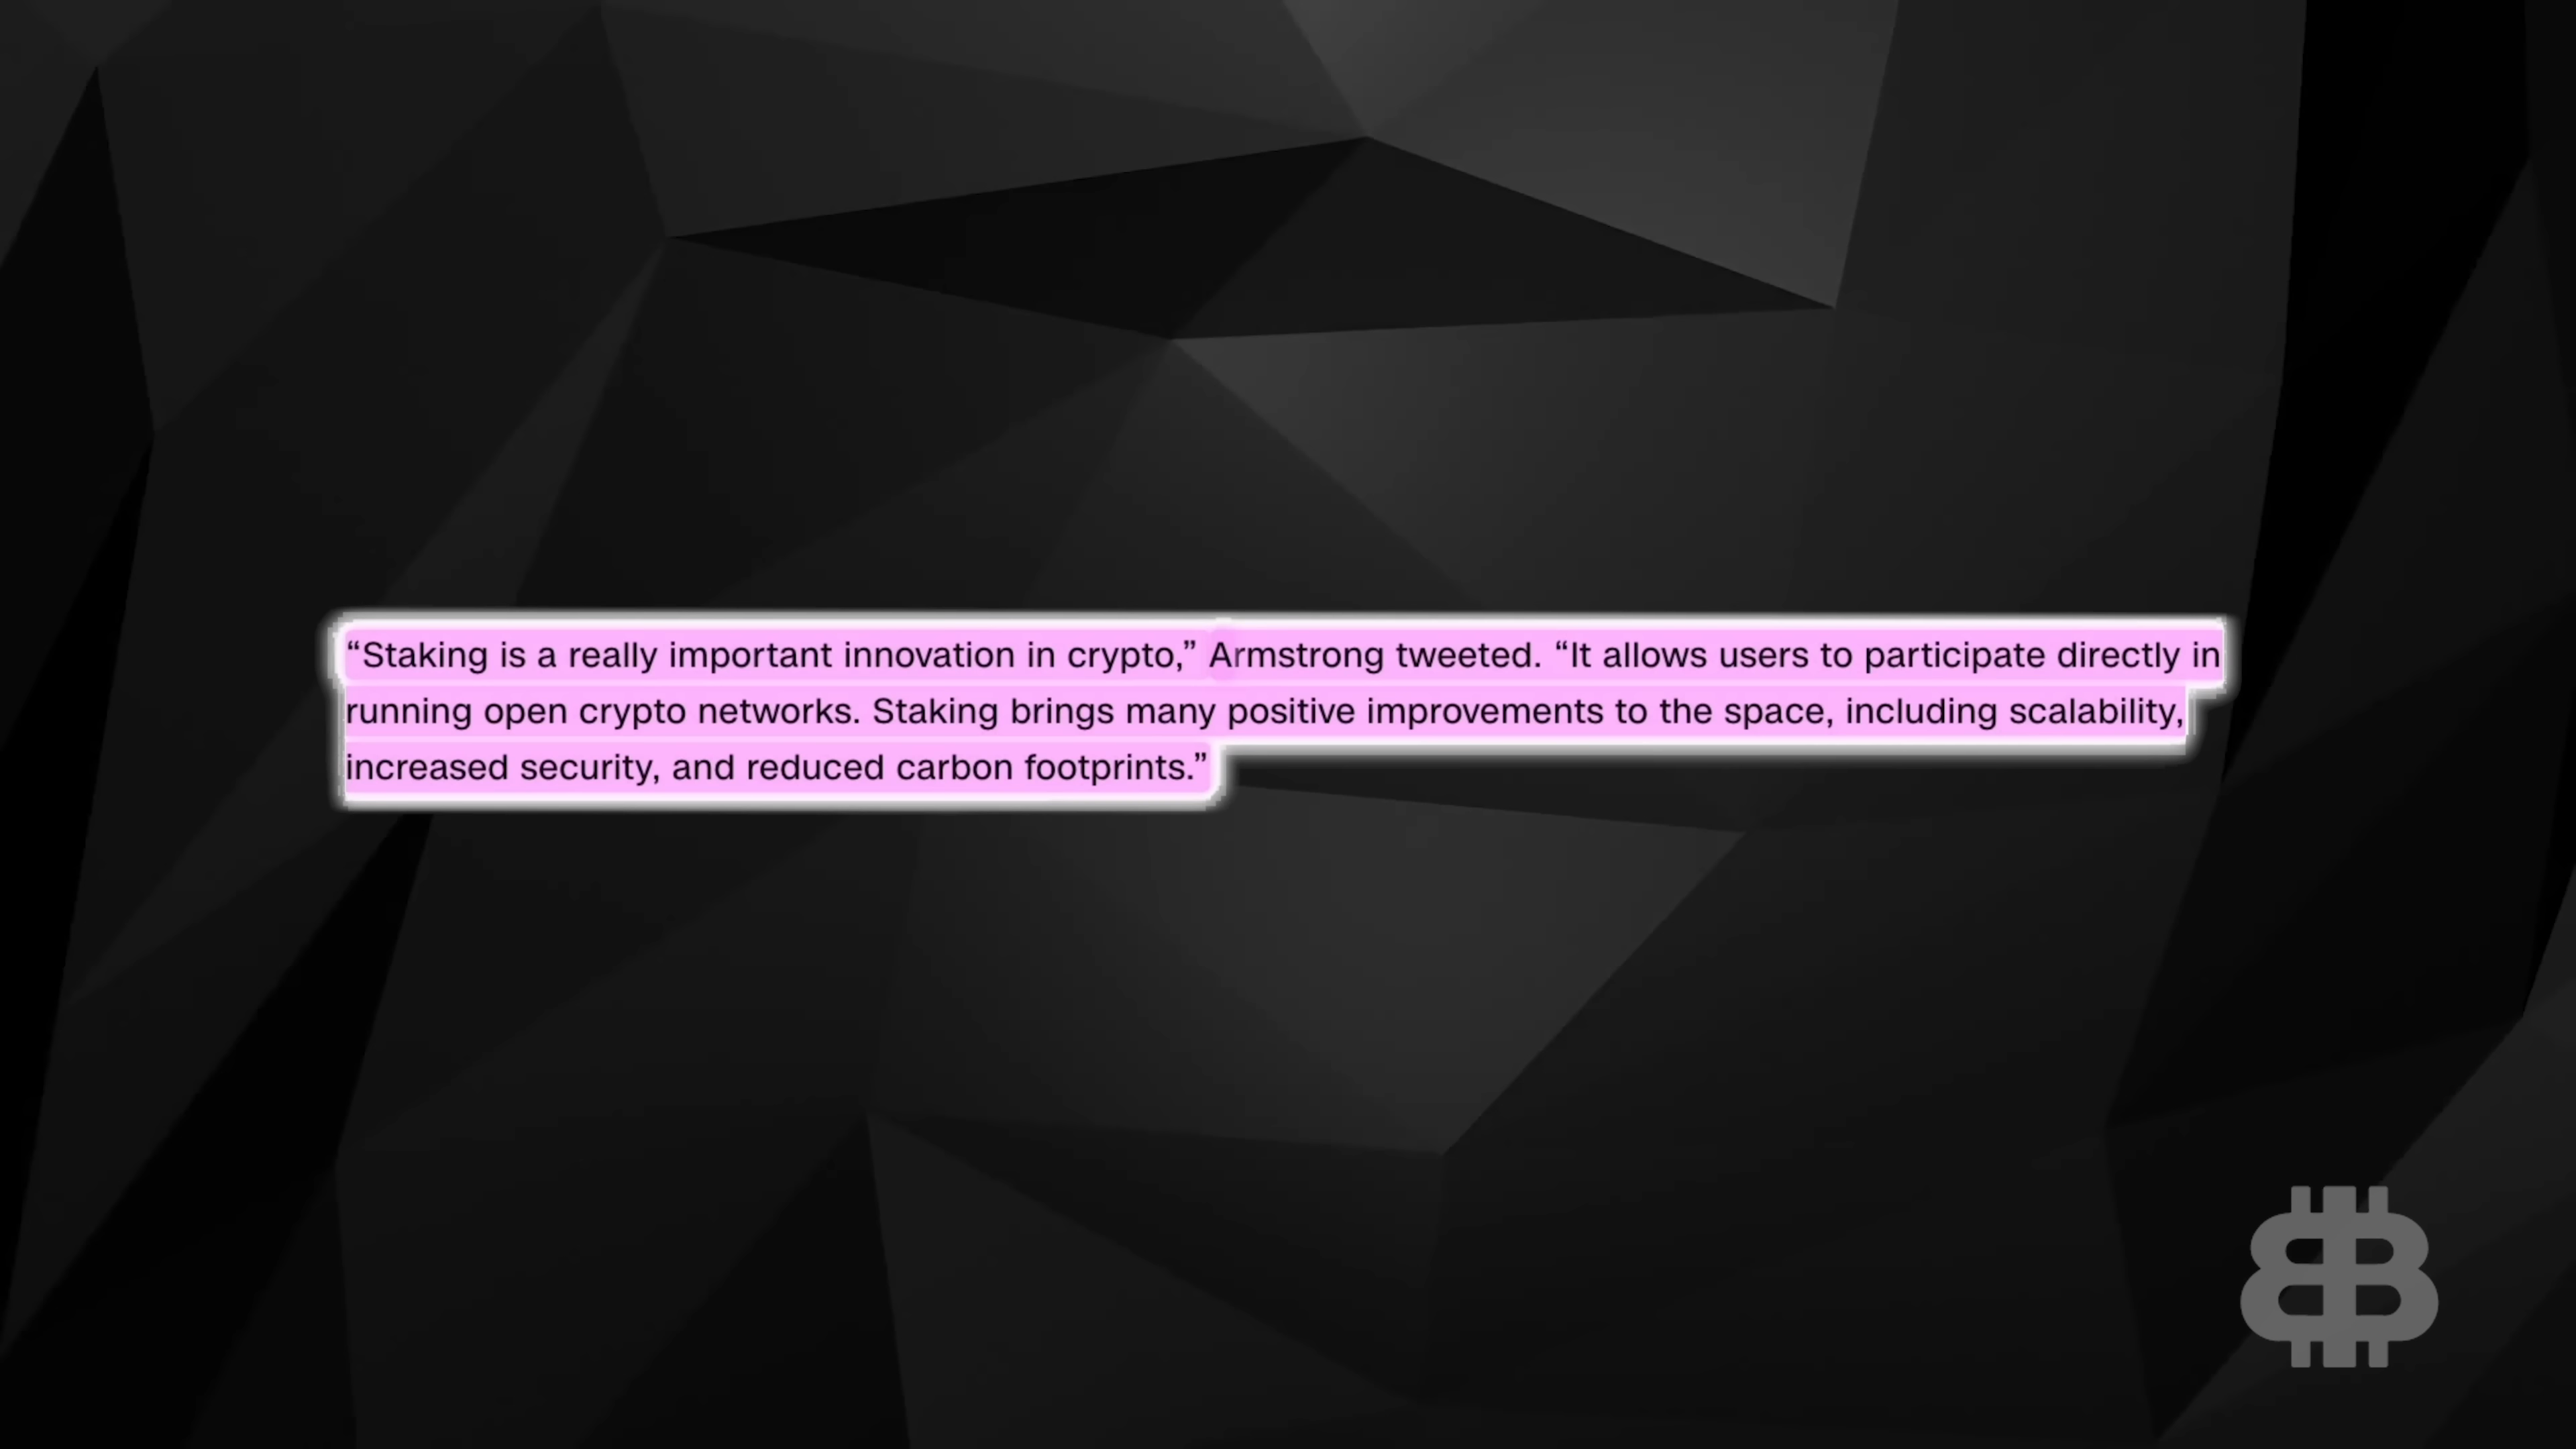 “Staking is a really important innovation in crypto,” Armstrong tweeted. “It allows users to participate directly in
running open crypto networks. Staking brings many positive improvements to the space, including scalability,
increased security, and reduced carbon footprints.”